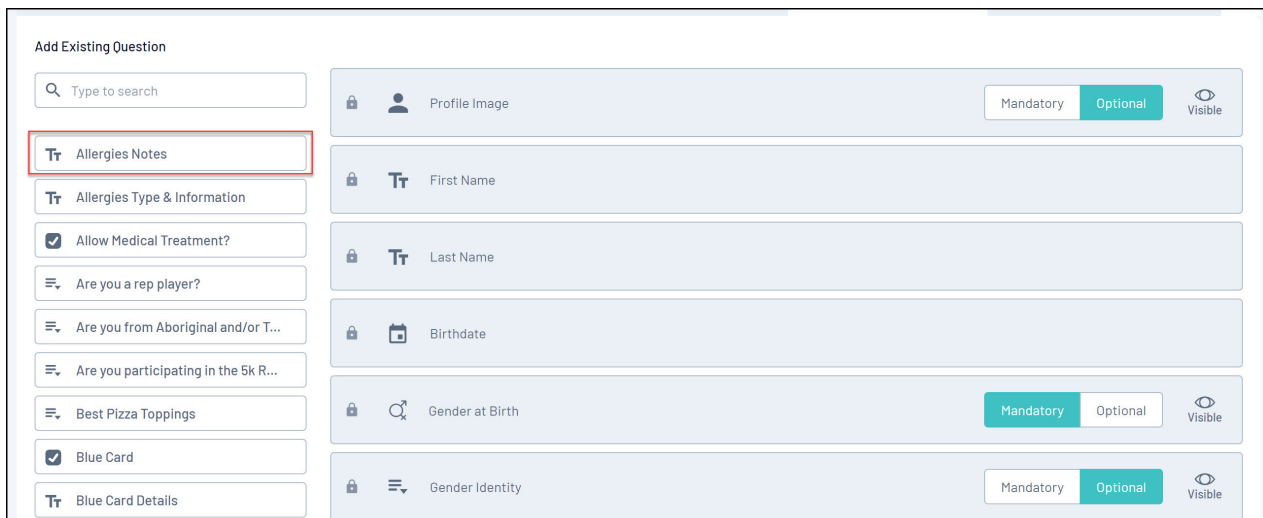 Add Existing Question
Type to search
Allergies Notes
Allergies Type & Information
Allow Medical Treatment?
Are you a rep player?
Are you from Aboriginal and/or T...
Are you participating in the 5k R...
Best Pizza Toppings
Blue Card
Blue Card Details
Profile Image Mandatory Optional Visible
First Name
Last Name
Birthdate
Gender at Birth Mandatory Optional Visible
Gender Identity Mandatory Optional Visible